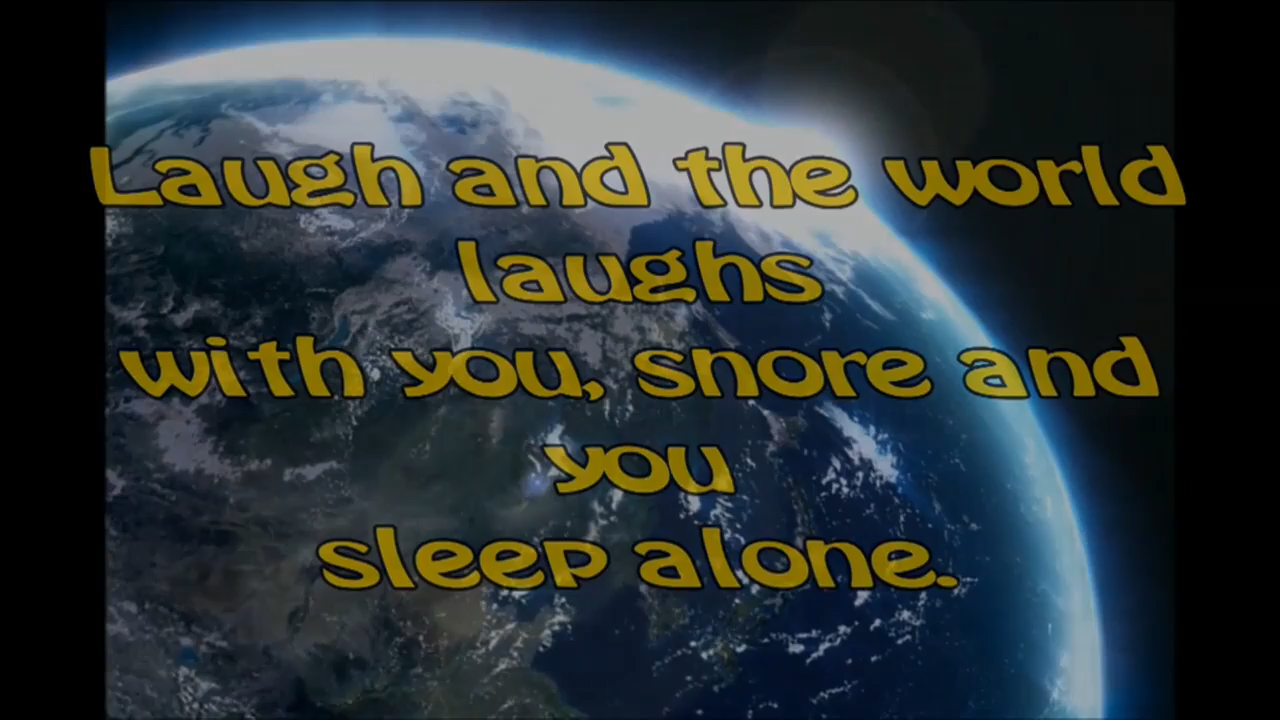 Laugh and the world
laughs
with you, snore and
you
sleep alone.